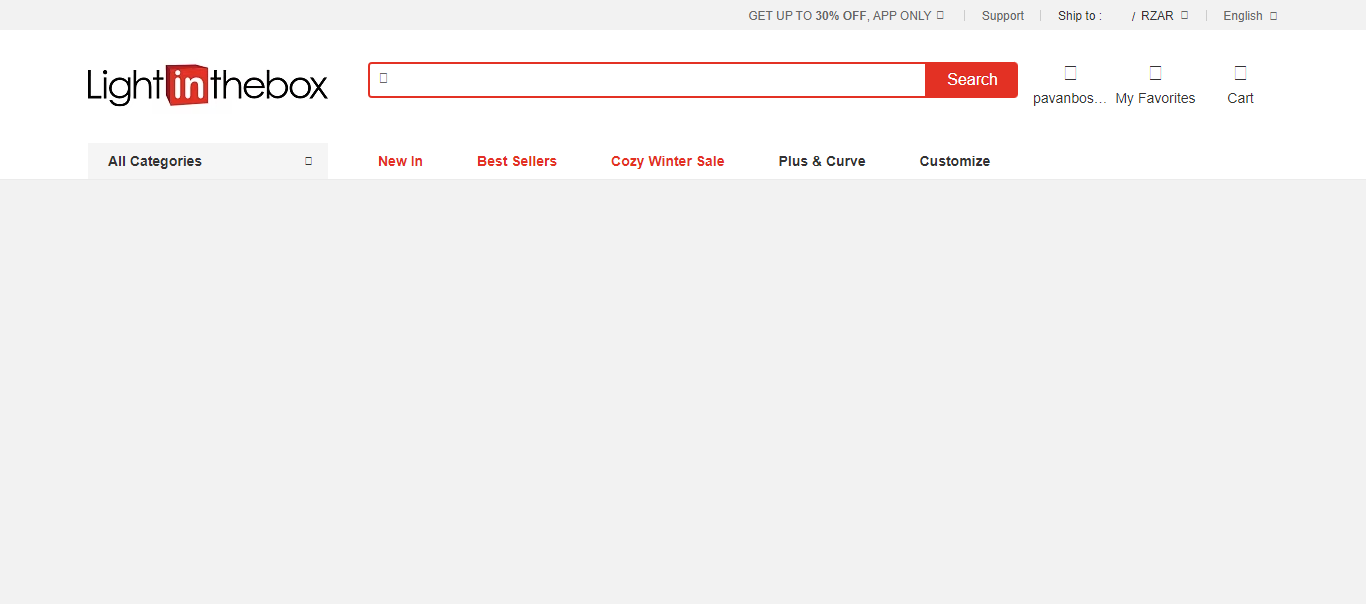 GET UP TO 30% OFF, APP ONLY
Support
Ship to :
/ RZAR
English
Lightinthebox
Search
pavanbos...
My Favorites
Cart
All Categories
New In
Best Sellers
Cozy Winter Sale
Plus & Curve
Customize